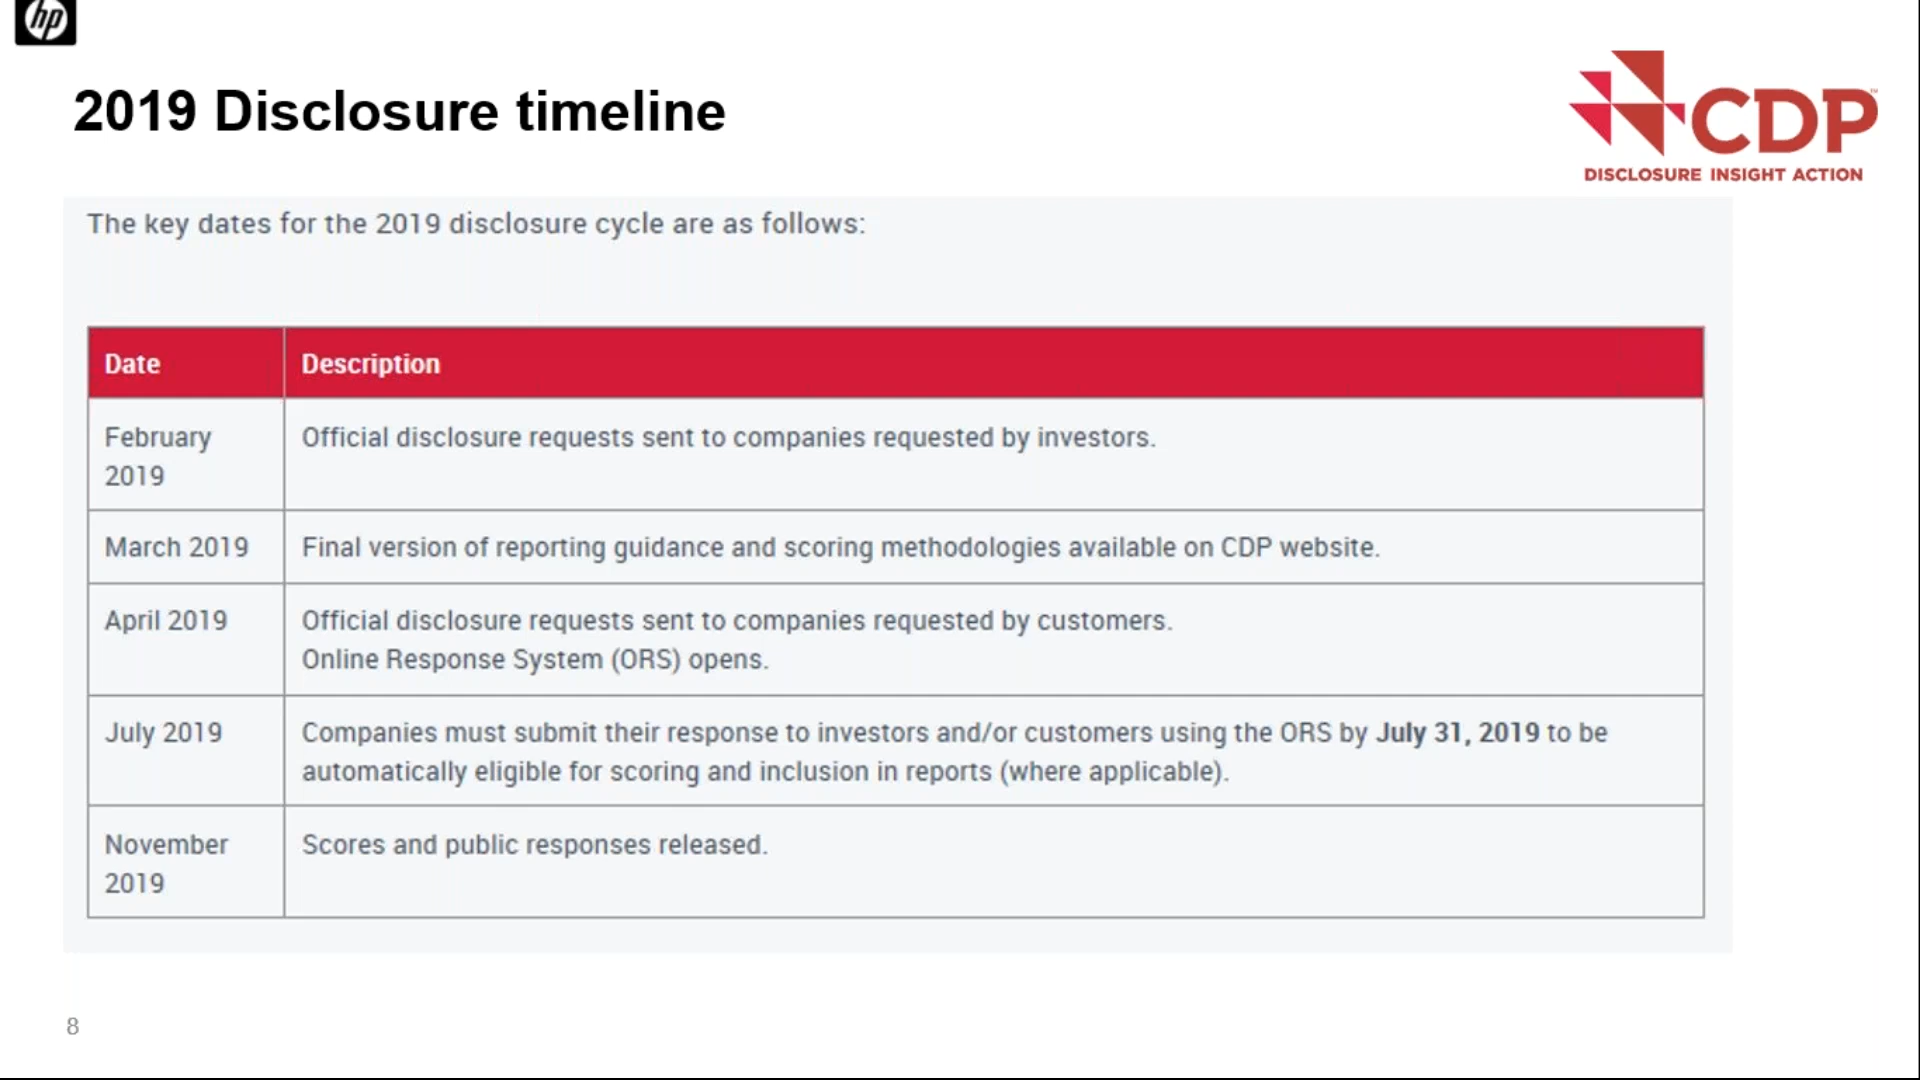 hp
2019 Disclosure timeline
CDP™
DISCLOSURE INSIGHT ACTION
The key dates for the 2019 disclosure cycle are as follows:
Date Description
February Official disclosure requests sent to companies requested by investors.
2019
March 2019 Final version of reporting guidance and scoring methodologies available on CDP website.
April 2019 Official disclosure requests sent to companies requested by customers.
Online Response System (ORS) opens.
July 2019 Companies must submit their response to investors and/or customers using the ORS by July 31, 2019 to be
automatically eligible for scoring and inclusion in reports (where applicable).
November Scores and public responses released.
2019
8